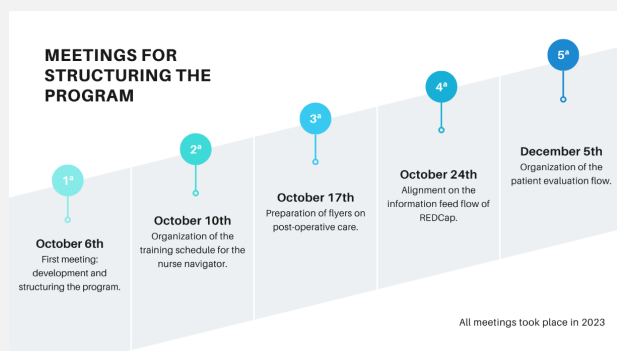 MEETINGS FOR
STRUCTURING THE
PROGRAM
1ª
October 6th
First meeting:
development and
structuring the program.
2ª
October 10th
Organization of the
training schedule for the
nurse navigator.
3ª
October 17th
Preparation of flyers on
post-operative care.
4ª
October 24th
Alignment on the
information feed flow of
REDCap.
5ª
December 5th
Organization of the
patient evaluation flow.
All meetings took place in 2023